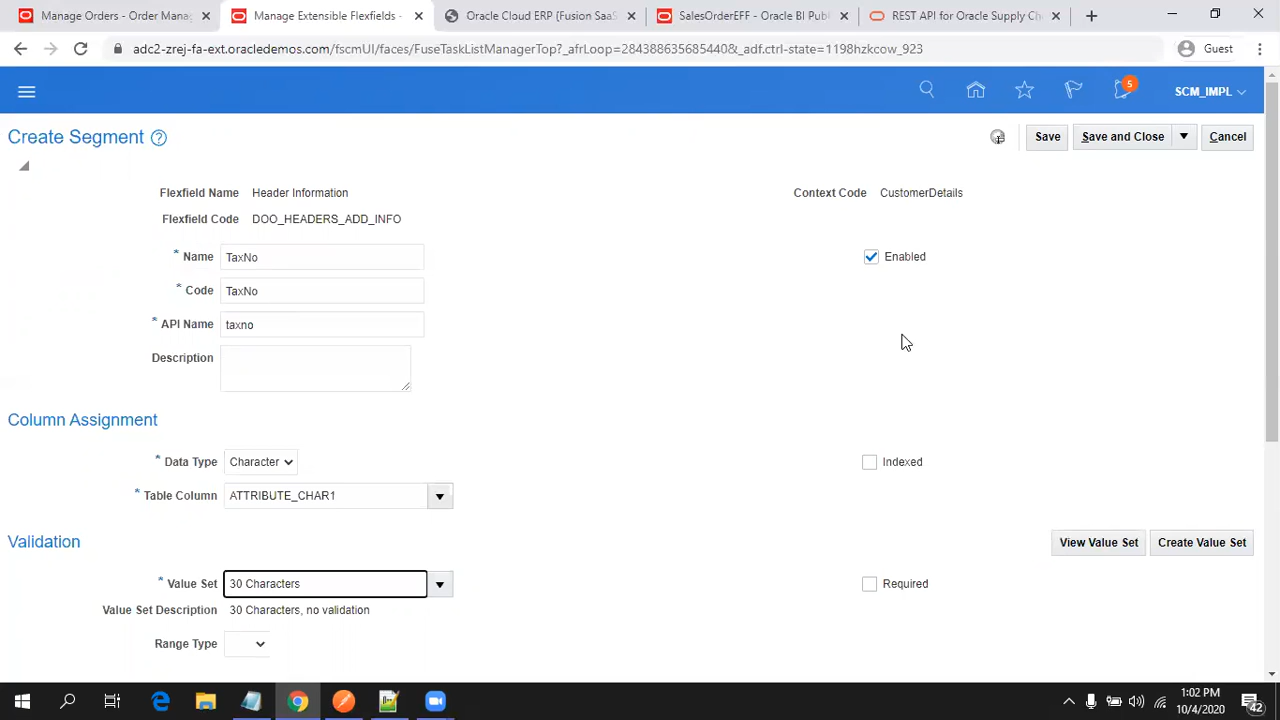 Manage Orders - Order Manag
Manage Extensible Flexfields -
Oracle Cloud ERP [Fusion SaaS
SalesOrderEFF - Oracle BI Pub
REST API for Oracle Supply Ch
adc2-zrej-fa-ext.oracledemos.com/fscmUI/faces/FuseTaskListManagerTop?_afrLoop=2843886356854440&_adf.ctrl-state=1198hzkcow_923
Guest
5
SCM_IMPL
Create Segment
Save
Save and Close
Cancel
Flexfield Name Header Information
Context Code CustomerDetails
Flexfield Code DOO_HEADERS_ADD_INFO
* Name TaxNo
Enabled
* Code TaxNo
* API Name taxno
Description
Column Assignment
* Data Type Character
Indexed
* Table Column ATTRIBUTE_CHAR1
Validation
View Value Set
Create Value Set
* Value Set 30 Characters
Required
Value Set Description 30 Characters, no validation
Range Type
1:02 PM
10/4/2020
42